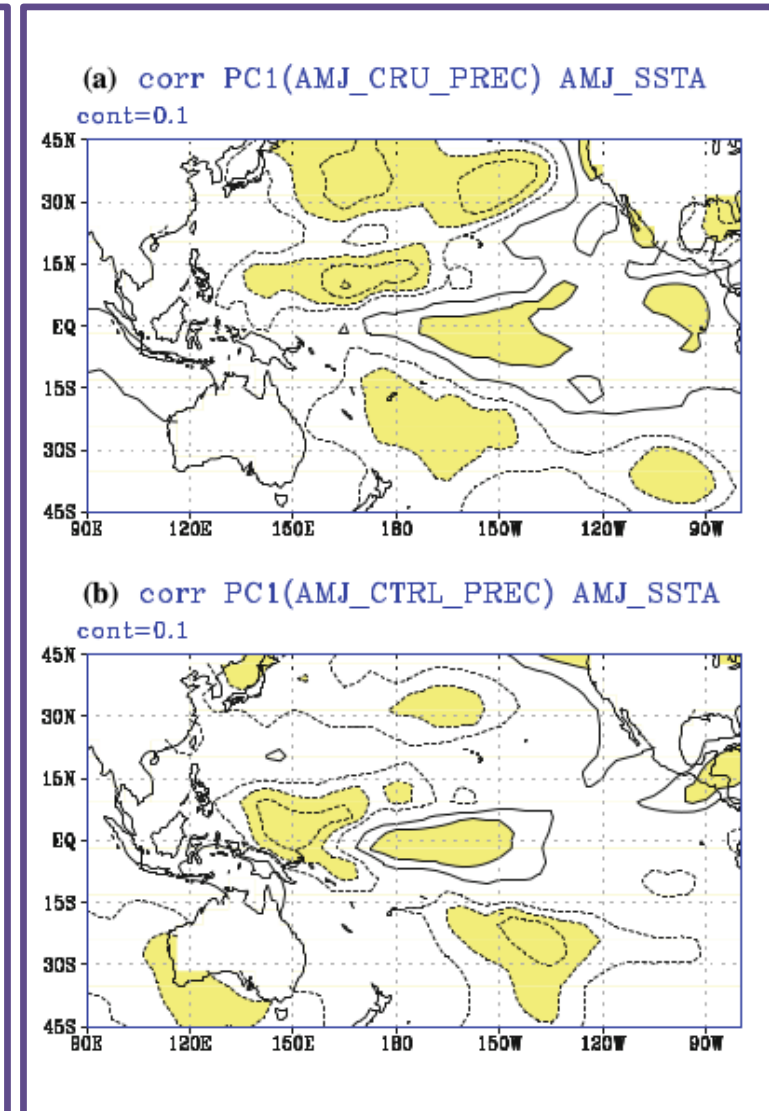 (a) corr PC1(AMJ_CRU_PREC) AMJ_SSTA
cont=0.1
45N
30N
15N
EQ
15S
30S
45S
90E 120E 150E 180 150W 120W 90W
(b) corr PC1(AMJ_CTRL_PREC) AMJ_SSTA
cont=0.1
45N
30N
15N
EQ
15S
30S
45S
90E 120E 150E 180 150W 120W 90W